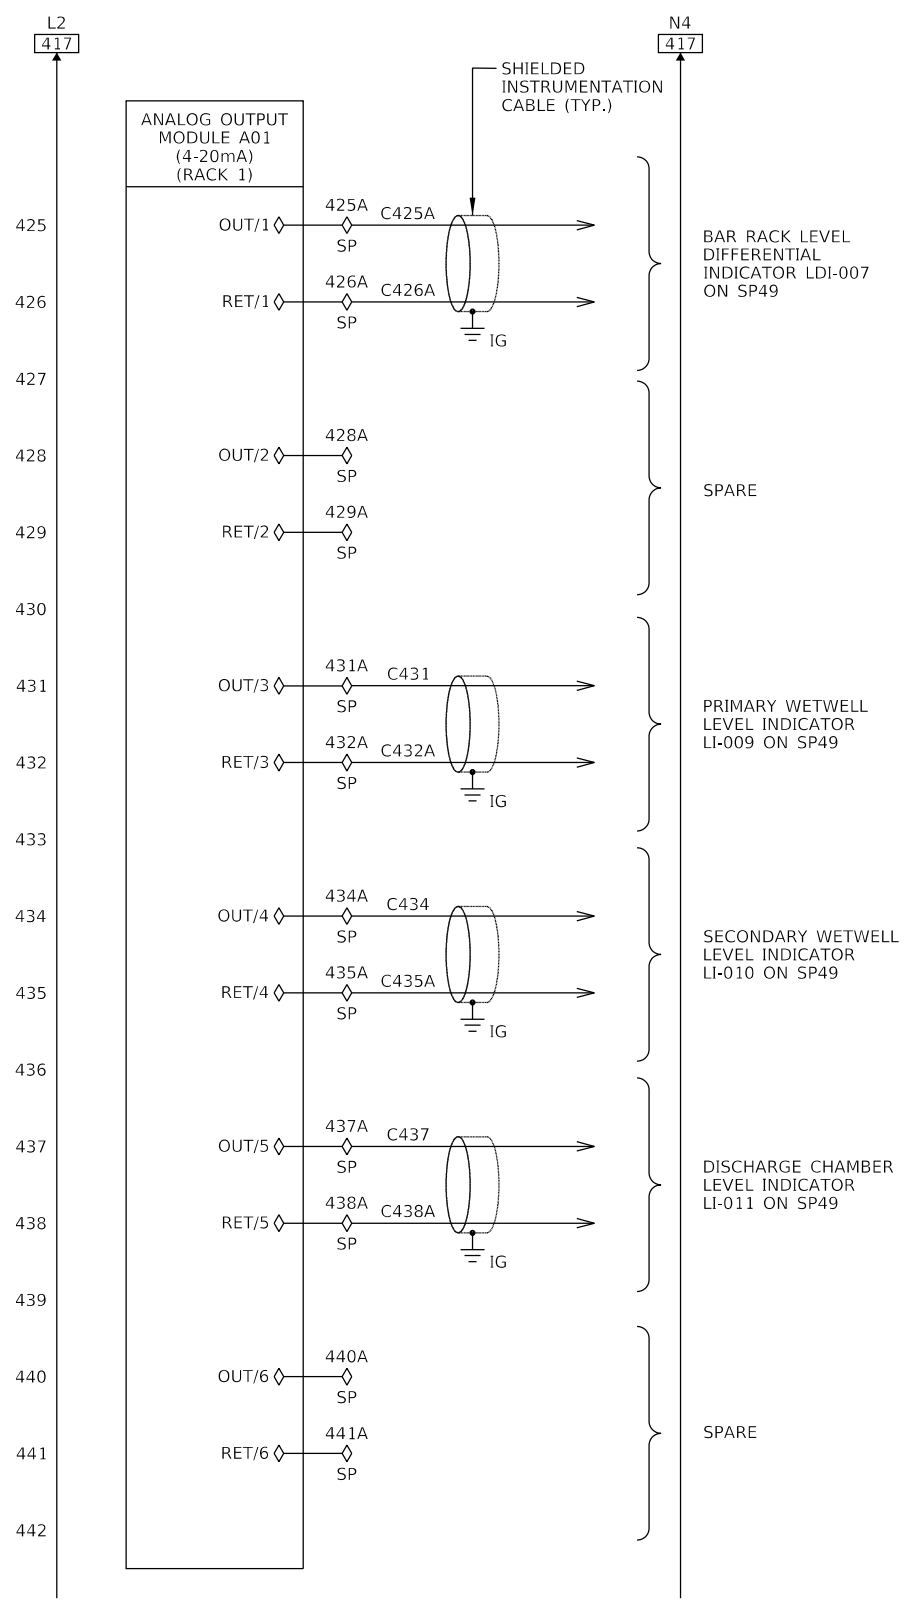 L2
417
N4
417
SHIELDED
INSTRUMENTATION
CABLE (TYP.)
ANALOG OUTPUT
MODULE A01
(4-20mA)
(RACK 1)
425
OUT/1
425A
SP
C425A
426
RET/1
426A
SP
C426A
IG
BAR RACK LEVEL
DIFFERENTIAL
INDICATOR LDI-007
ON SP49
427
428
OUT/2
428A
SP
SPARE
429
RET/2
429A
SP
430
431
OUT/3
431A
SP
C431
432
RET/3
432A
SP
C432A
IG
PRIMARY WETWELL
LEVEL INDICATOR
LI-009 ON SP49
433
434
OUT/4
434A
SP
C434
435
RET/4
435A
SP
C435A
IG
SECONDARY WETWELL
LEVEL INDICATOR
LI-010 ON SP49
436
437
OUT/5
437A
SP
C437
438
RET/5
438A
SP
C438A
IG
DISCHARGE CHAMBER
LEVEL INDICATOR
LI-011 ON SP49
439
440
OUT/6
440A
SP
SPARE
441
RET/6
441A
SP
442